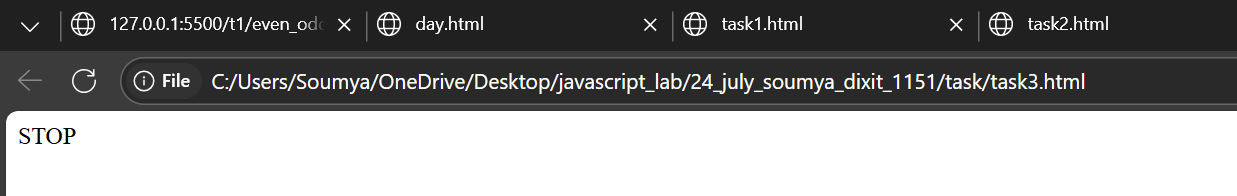 127.0.0.1:5500/t1/even_odd
day.html
task1.html
task2.html
File C:/Users/Soumya/OneDrive/Desktop/javascript_lab/24_july_soumya_dixit_1151/task/task3.html
STOP